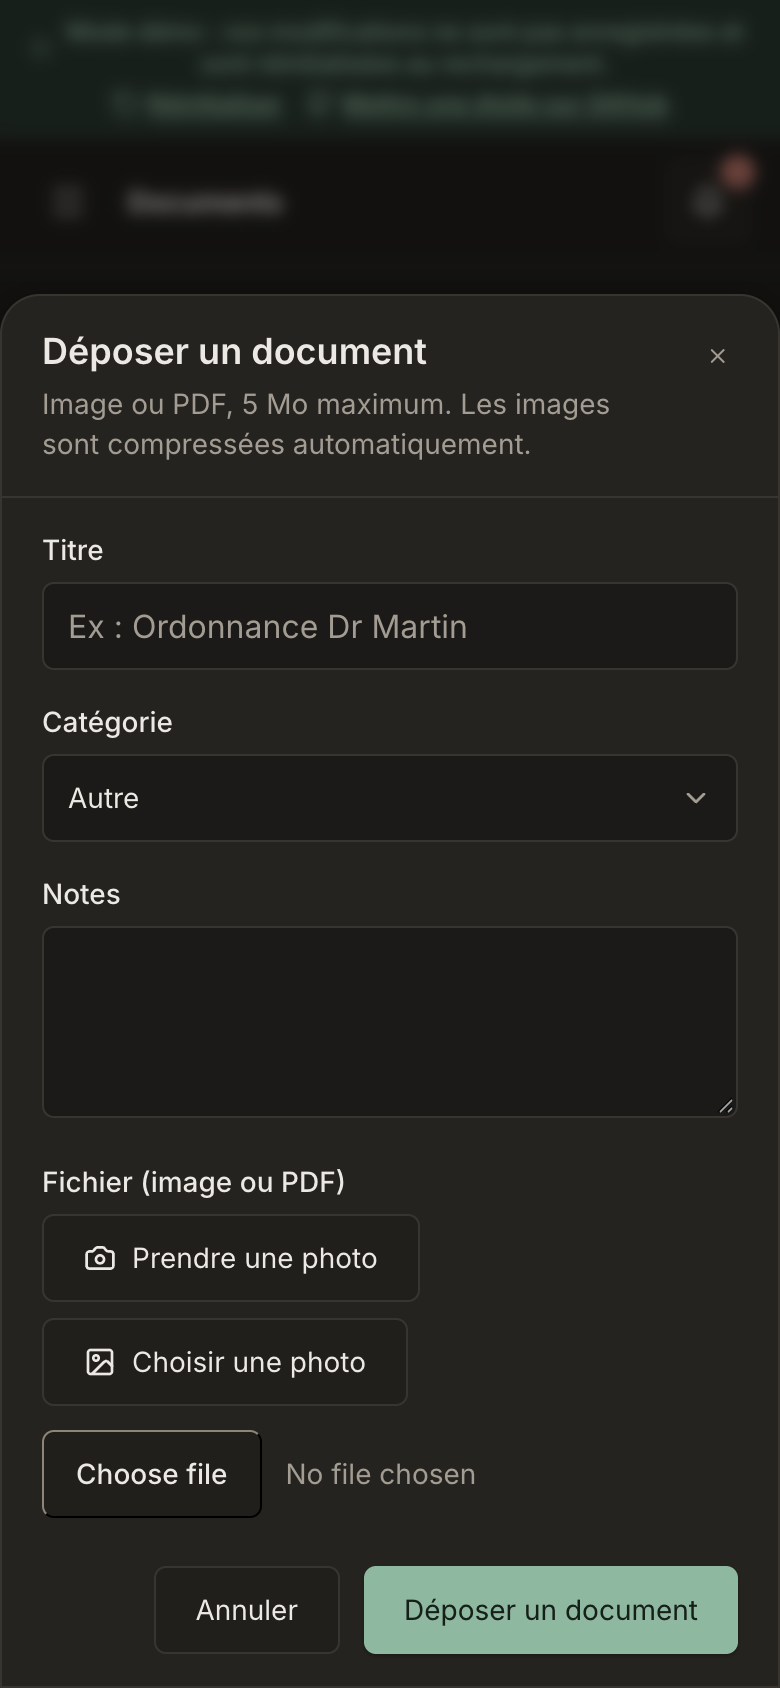 Documents
Déposer un document
Image ou PDF, 5 Mo maximum. Les images
sont compressées automatiquement.
Titre
Ex : Ordonnance Dr Martin
Catégorie
Autre
Notes
Fichier (image ou PDF)
Prendre une photo
Choisir une photo
Choose file
No file chosen
Annuler
Déposer un document